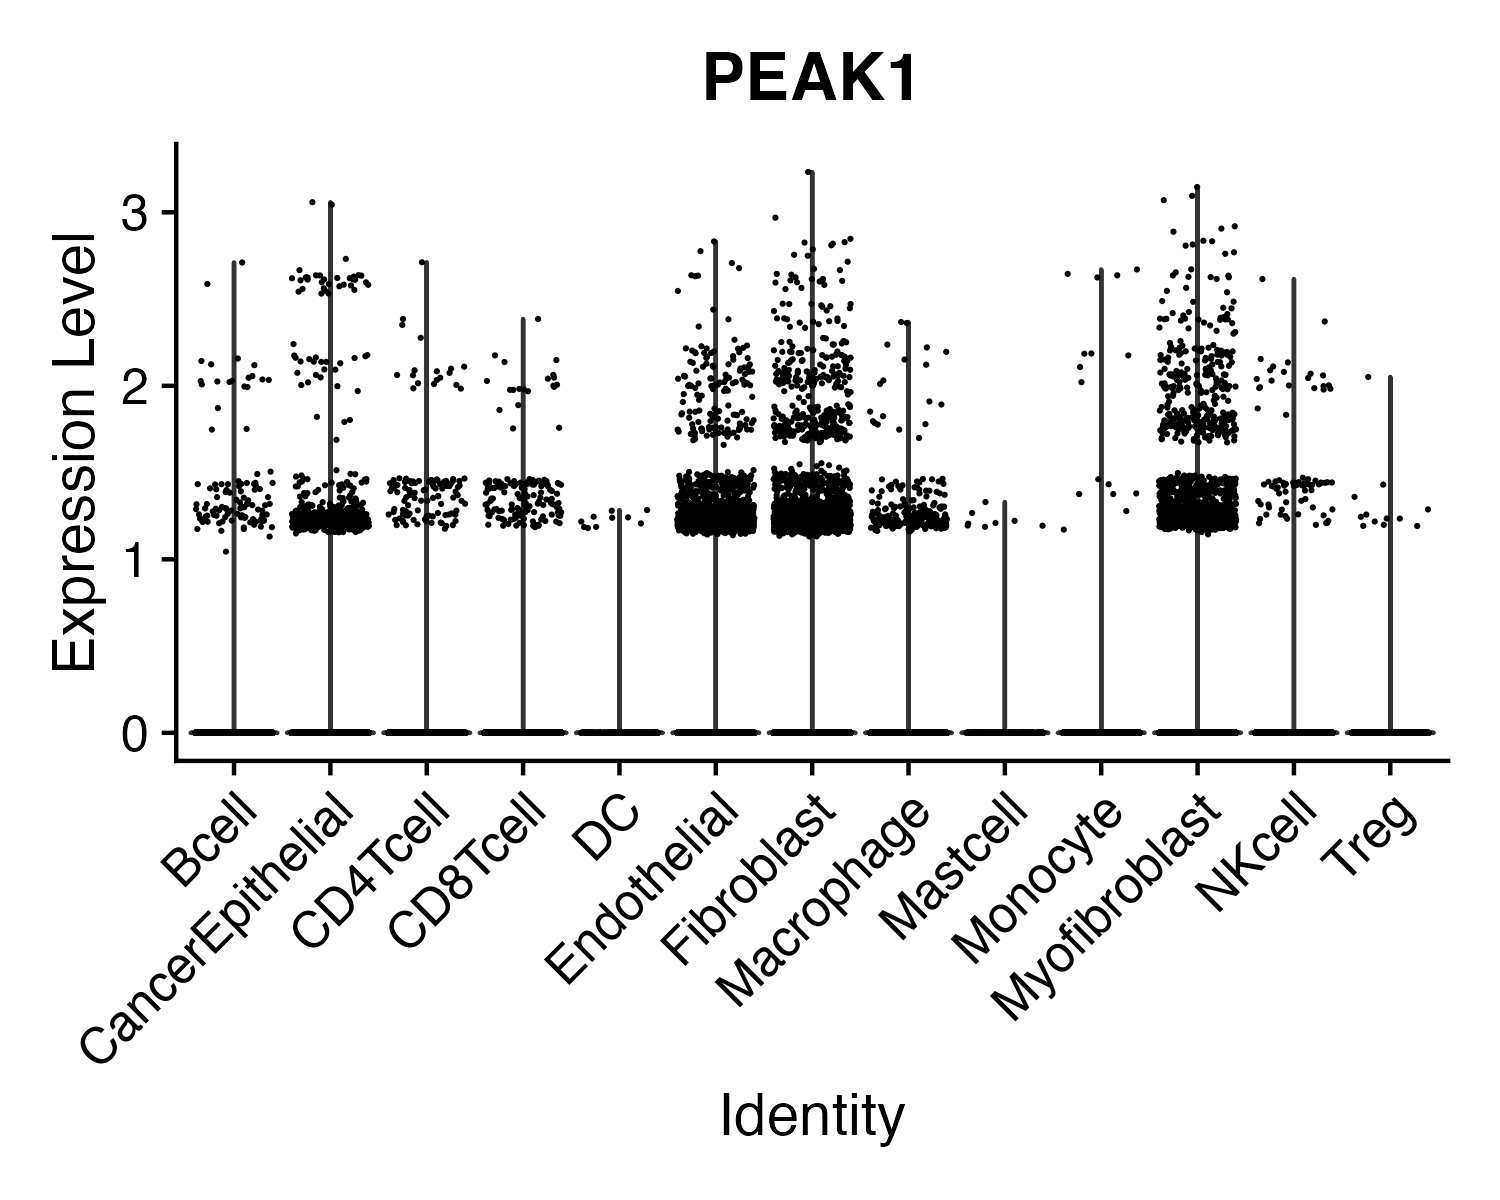 PEAK1
Expression Level
3
2
1
0
Bcell
CancerEpithelial
CD4Tcell
CD8Tcell
DC
Endothelial
Fibroblast
Macrophage
Mastcell
Monocyte
Myofibroblast
NKcell
Treg
Identity